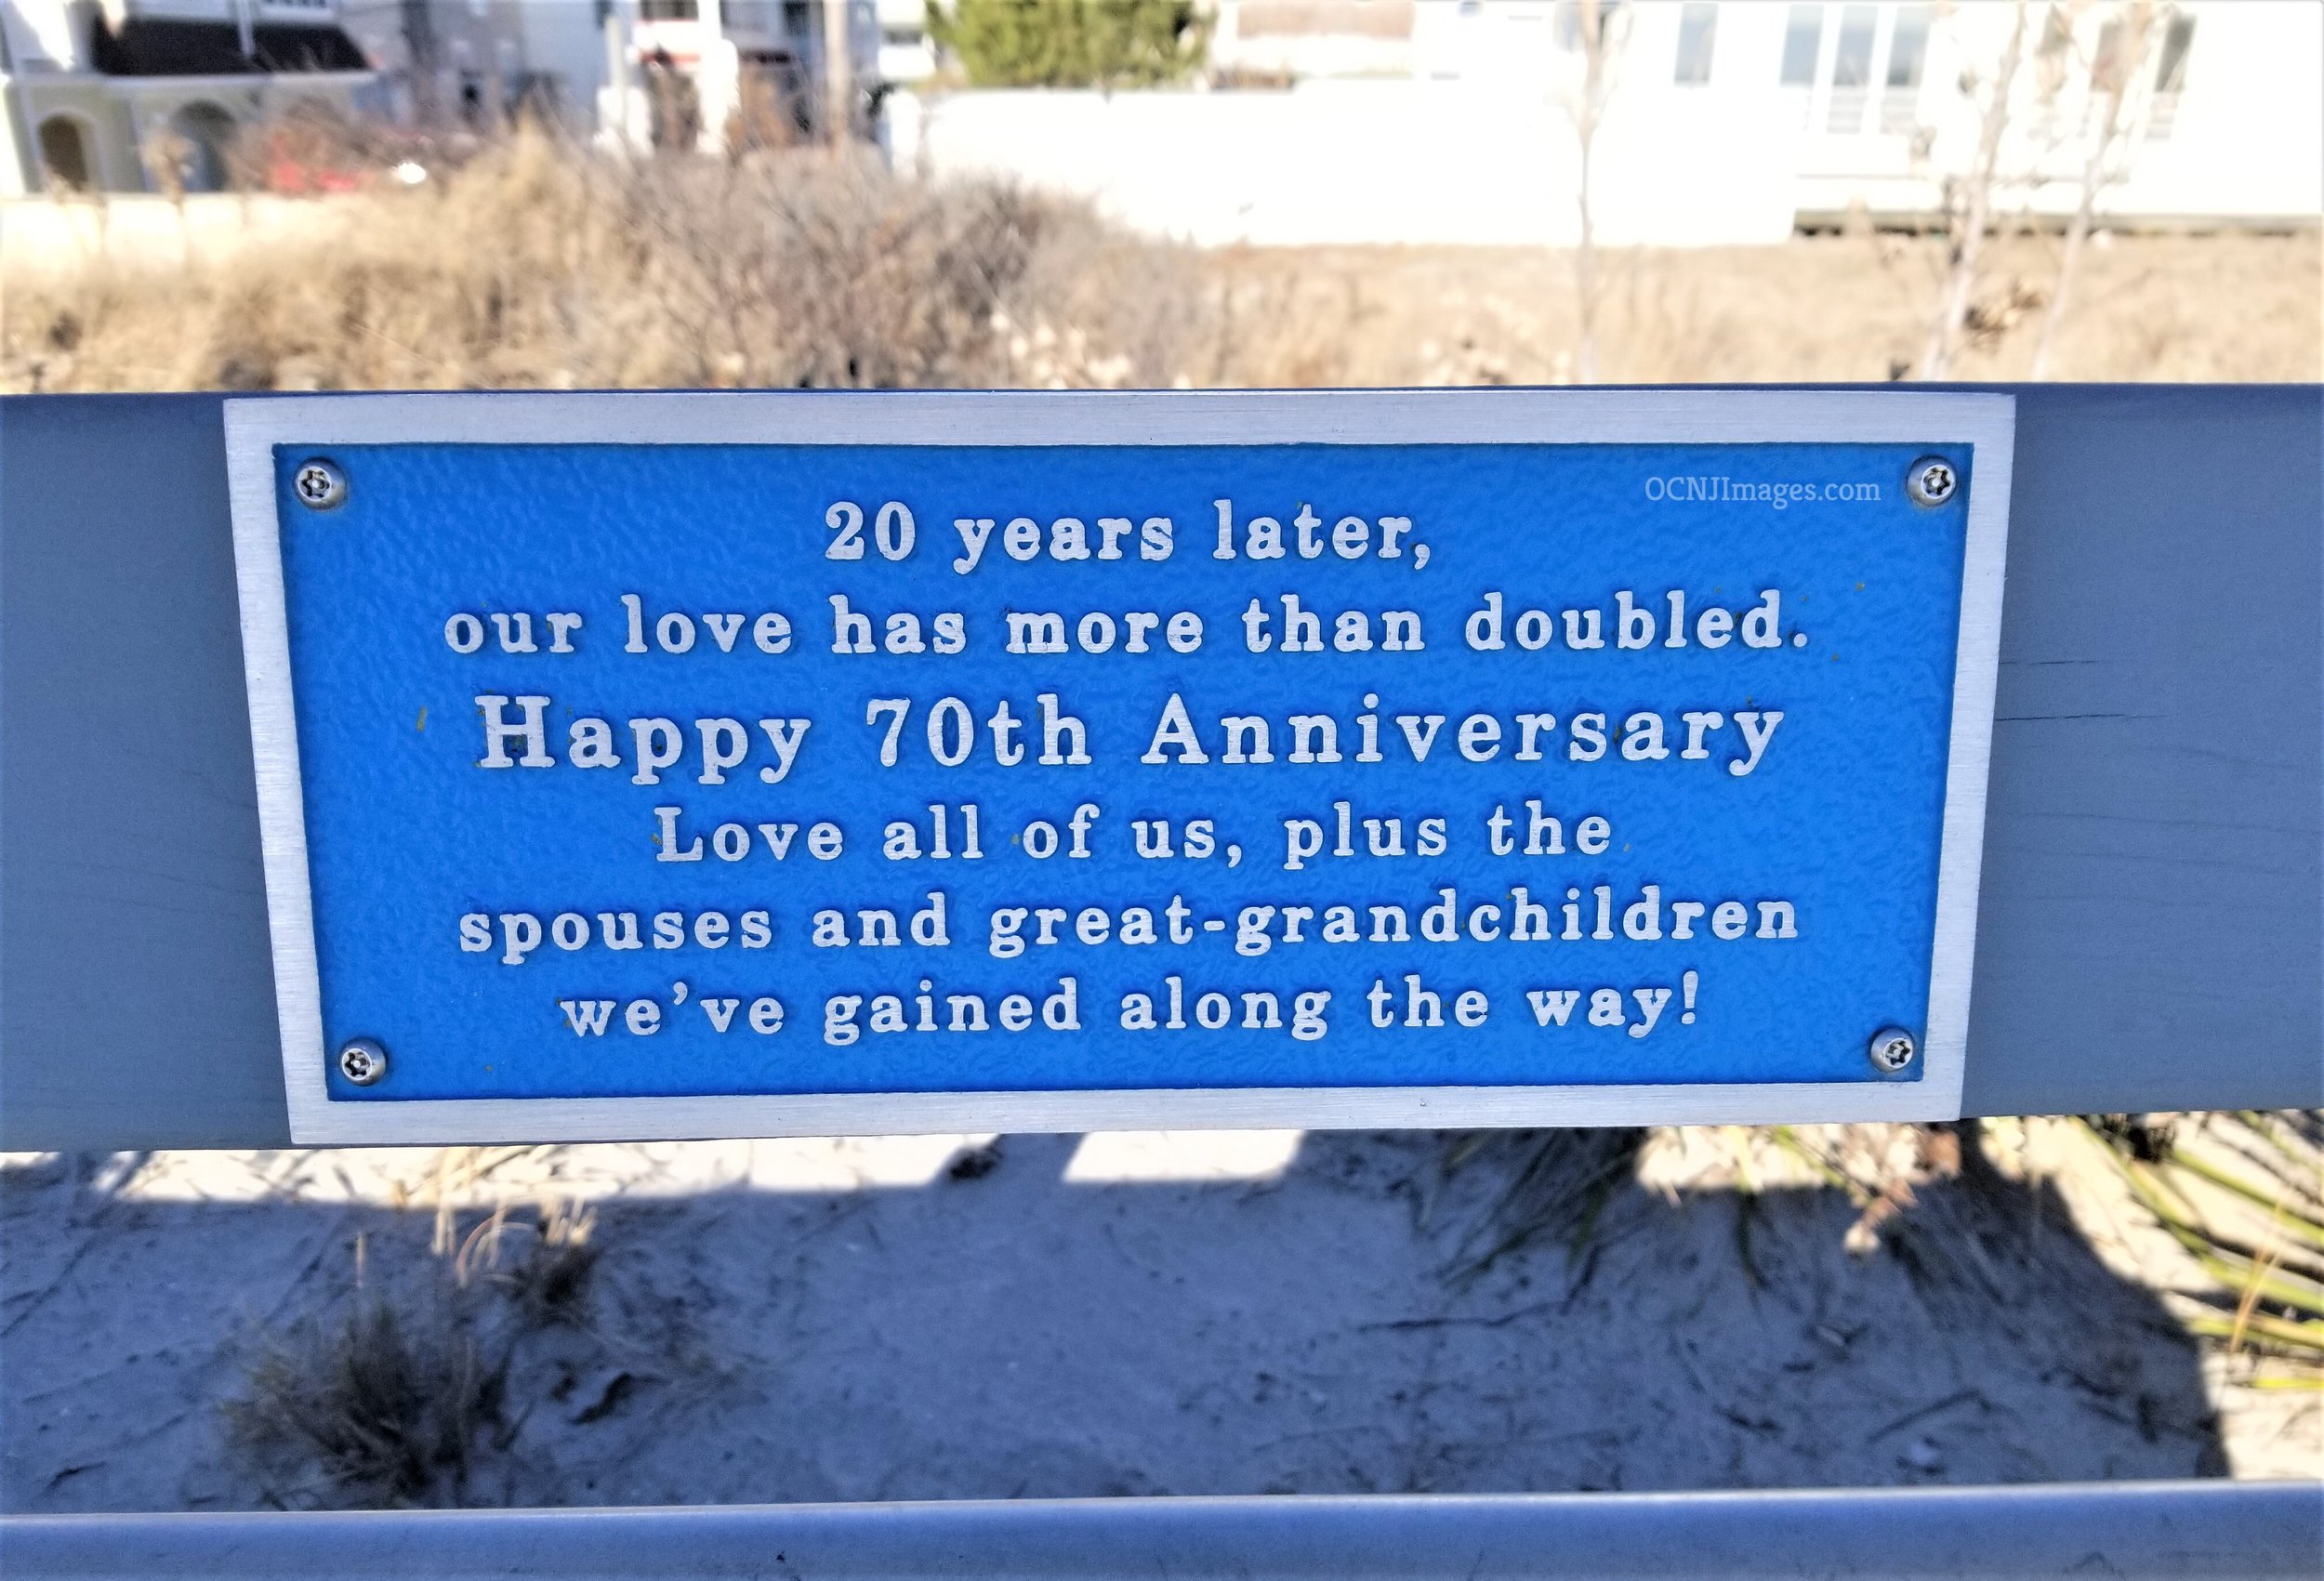 OCNJImages.com
20 years later,
our love has more than doubled.
Happy 70th Anniversary
Love all of us, plus the
spouses and great-grandchildren
we've gained along the way!